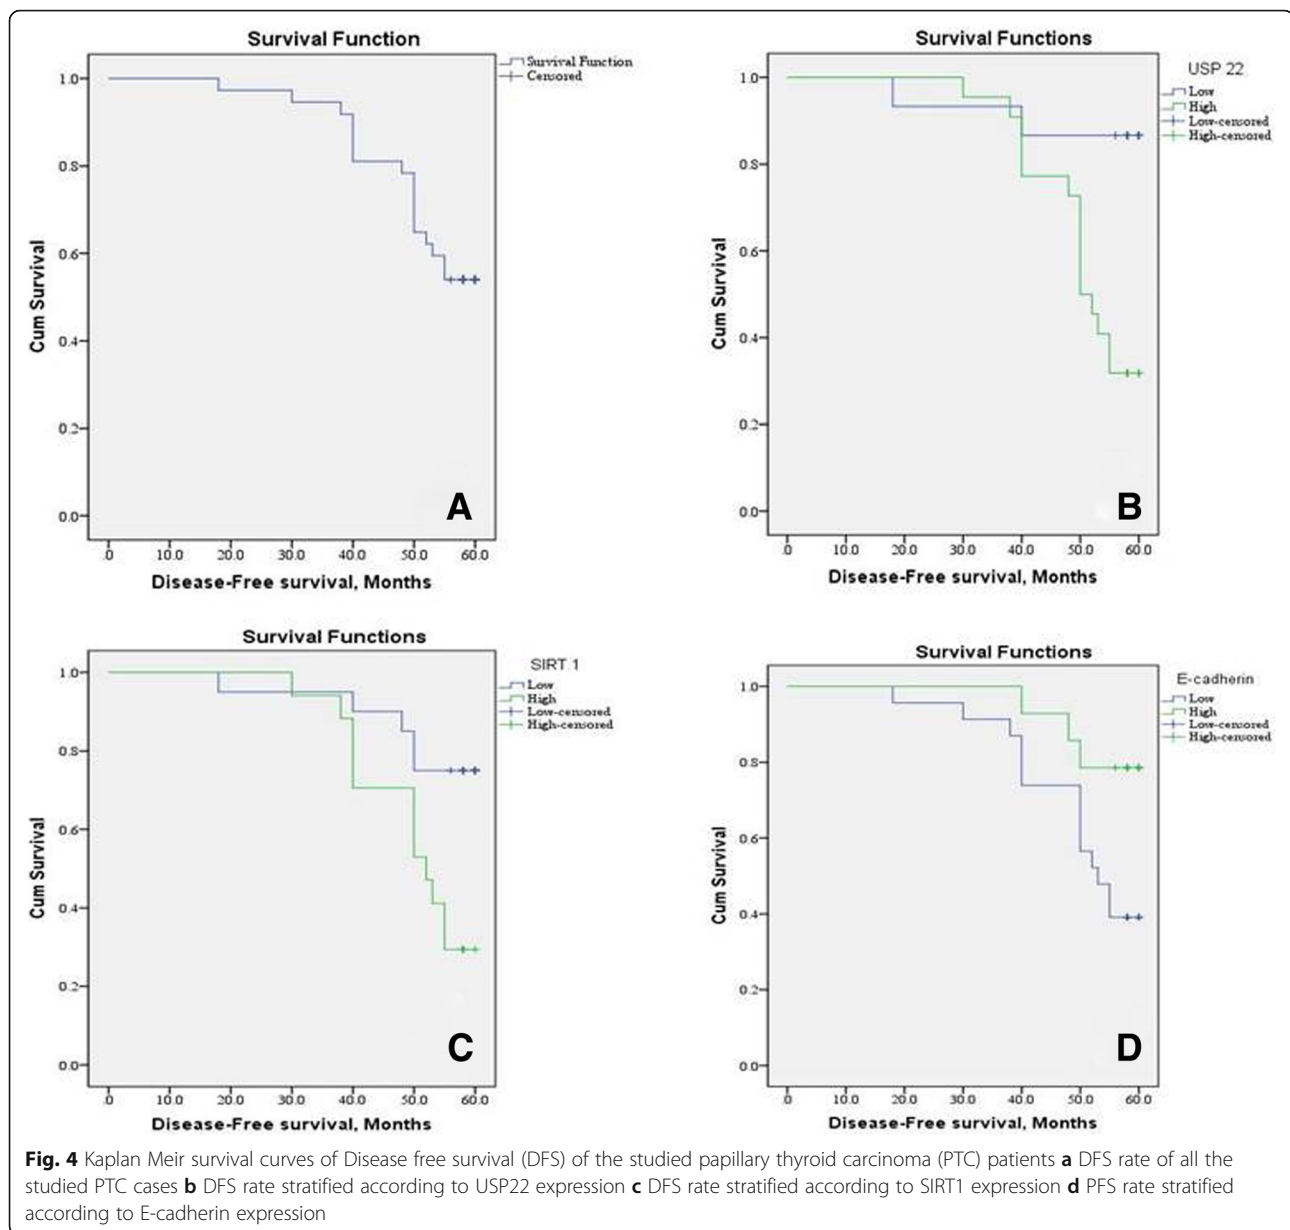 Survival Function
Survival Function
Censored
Cum Survival
1.0
0.8
0.6
0.4
0.2
0.0
.0 10.0 20.0 30.0 40.0 50.0 60.0
Disease-Free survival, Months
A
Survival Functions
USP 22
Low
High
Low-censored
High-censored
Cum Survival
1.0
0.8
0.6
0.4
0.2
0.0
.0 10.0 20.0 30.0 40.0 50.0 60.0
Disease-Free survival, Months
B
Survival Functions
SIRT 1
Low
High
Low-censored
High-censored
Cum Survival
1.0
0.8
0.6
0.4
0.2
0.0
.0 10.0 20.0 30.0 40.0 50.0 60.0
Disease-Free survival, Months
C
Survival Functions
E-cadherin
Low
High
Low-censored
High-censored
Cum Survival
1.0
0.8
0.6
0.4
0.2
0.0
.0 10.0 20.0 30.0 40.0 50.0 60.0
Disease-Free survival, Months
D
Fig. 4 Kaplan Meir survival curves of Disease free survival (DFS) of the studied papillary thyroid carcinoma (PTC) patients a DFS rate of all the
studied PTC cases b DFS rate stratified according to USP22 expression c DFS rate stratified according to SIRT1 expression d PFS rate stratified
according to E-cadherin expression